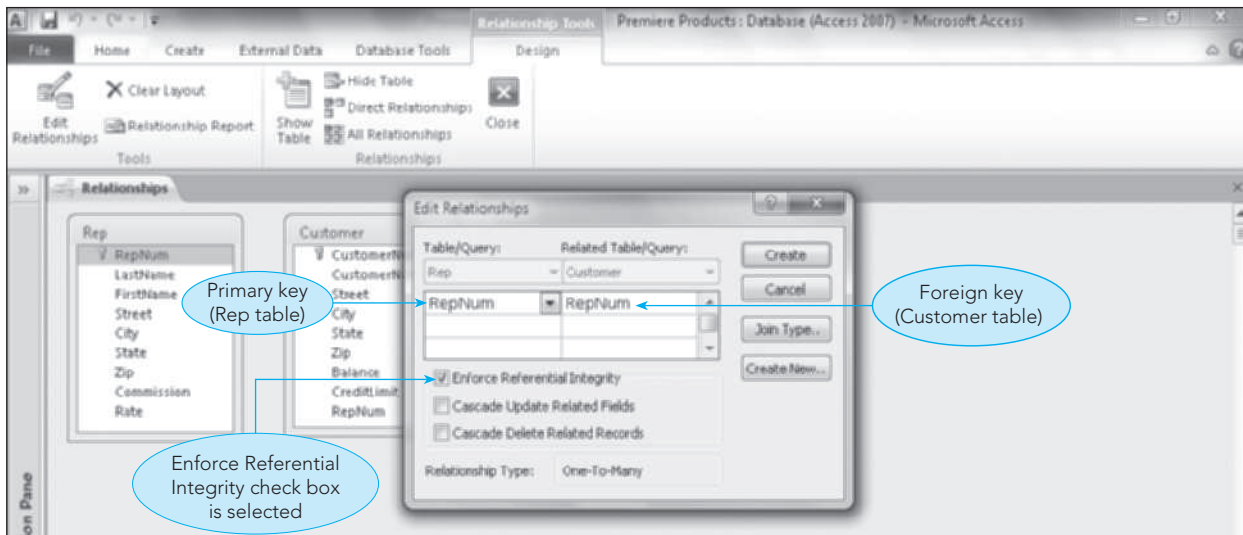 A
Relationship Tools Premiere Products : Database (Access 2007) - Microsoft Access
File Home Create External Data Database Tools Design
Edit Relationships
Clear Layout
Relationship Report
Tools
Show Table
Hide Table
Direct Relationships
All Relationships
Relationships
Close
Relationships
Rep
RepNum
LastName
FirstName
Street
City
State
Zip
Commission
Rate
Customer
CustomerN
Customer
Street
City
State
Zip
Balance
CreditLimit
RepNum
Edit Relationships
Table/Query: Related Table/Query:
Rep Customer
RepNum RepNum
Enforce Referential Integrity
Cascade Update Related Fields
Cascade Delete Related Records
Relationship Type: One-To-Many
Create
Cancel
Join Type..
Create New...
Primary key
(Rep table)
Foreign key
(Customer table)
Enforce Referential
Integrity check box
is selected
on Pane